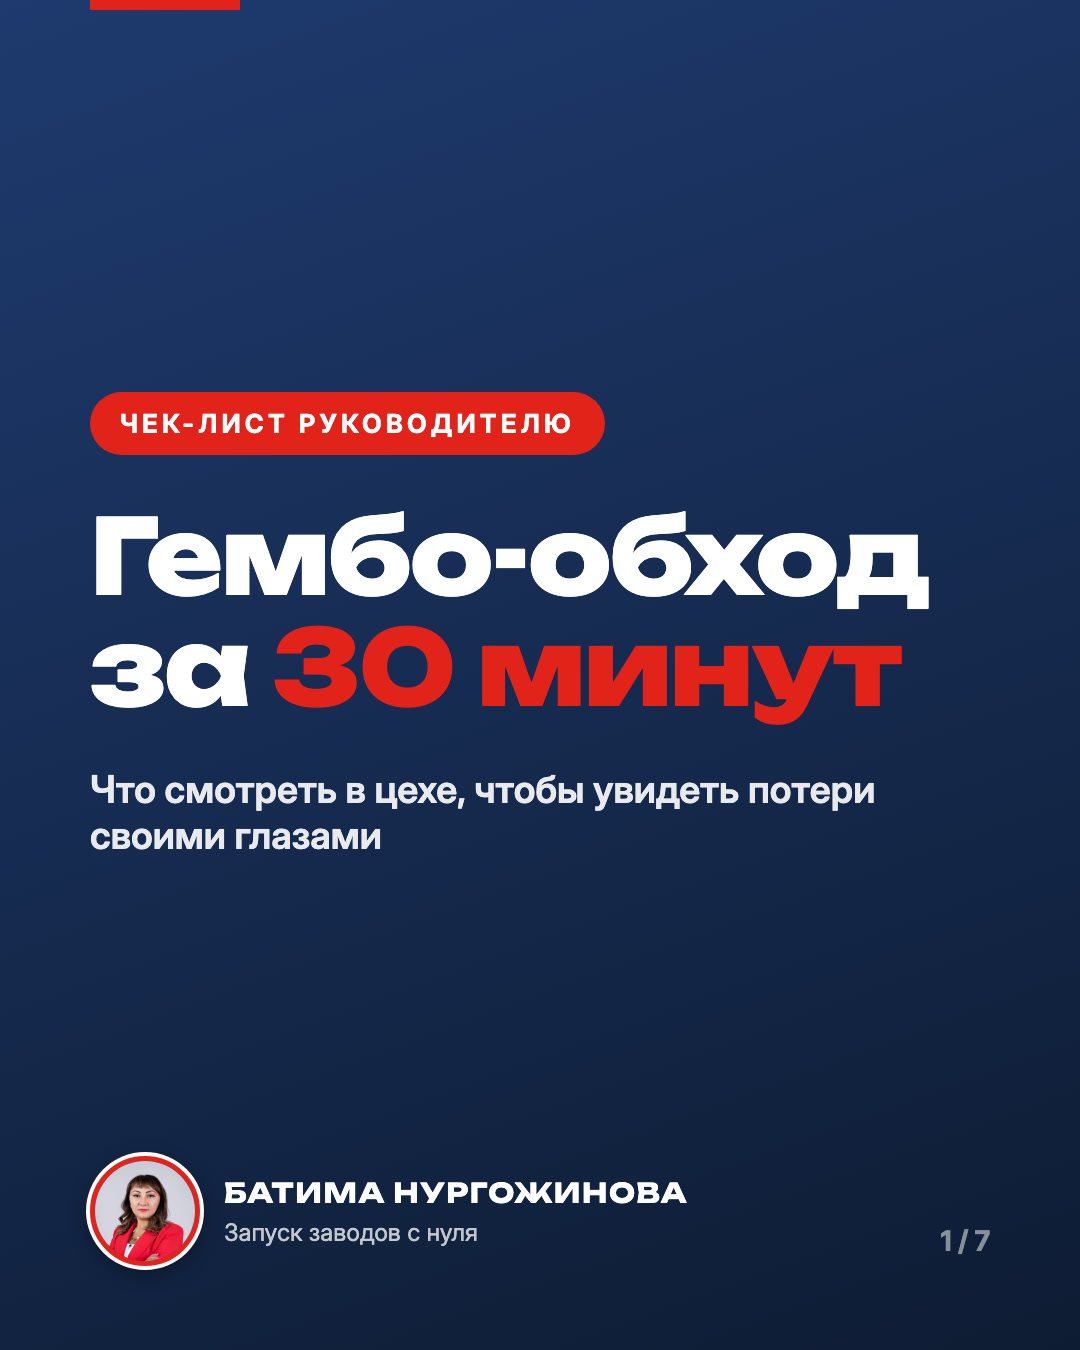 ЧЕК-ЛИСТ РУКОВОДИТЕЛЮ
Гембо-обход
за 30 минут
Что смотреть в цехе, чтобы увидеть потери
своими глазами
БАТИМА НУРГОЖИНОВА
Запуск заводов с нуля
1/7